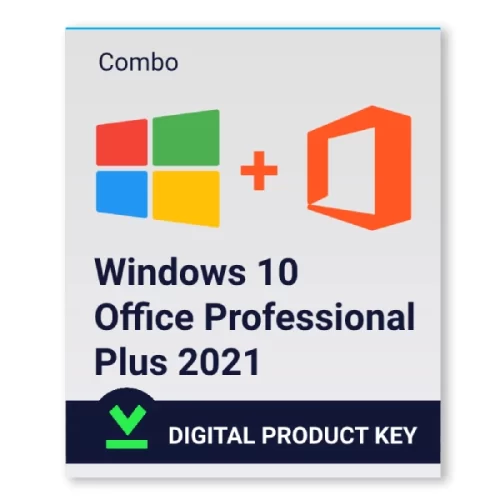 Combo
Windows 10
Office Professional
Plus 2021
DIGITAL PRODUCT KEY